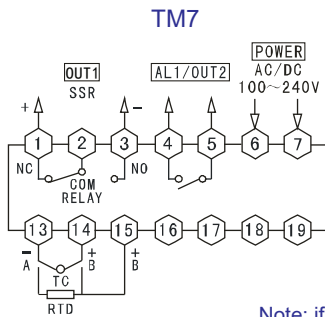 TM7
OUT1
SSR
AL1/OUT2
POWER
AC/DC
100~240V
+ -
1 2 3 4 5 6 7
NC COM NO
RELAY
13 14 15 16 17 18 19
- + +
A TC B B
RTD
Note: if